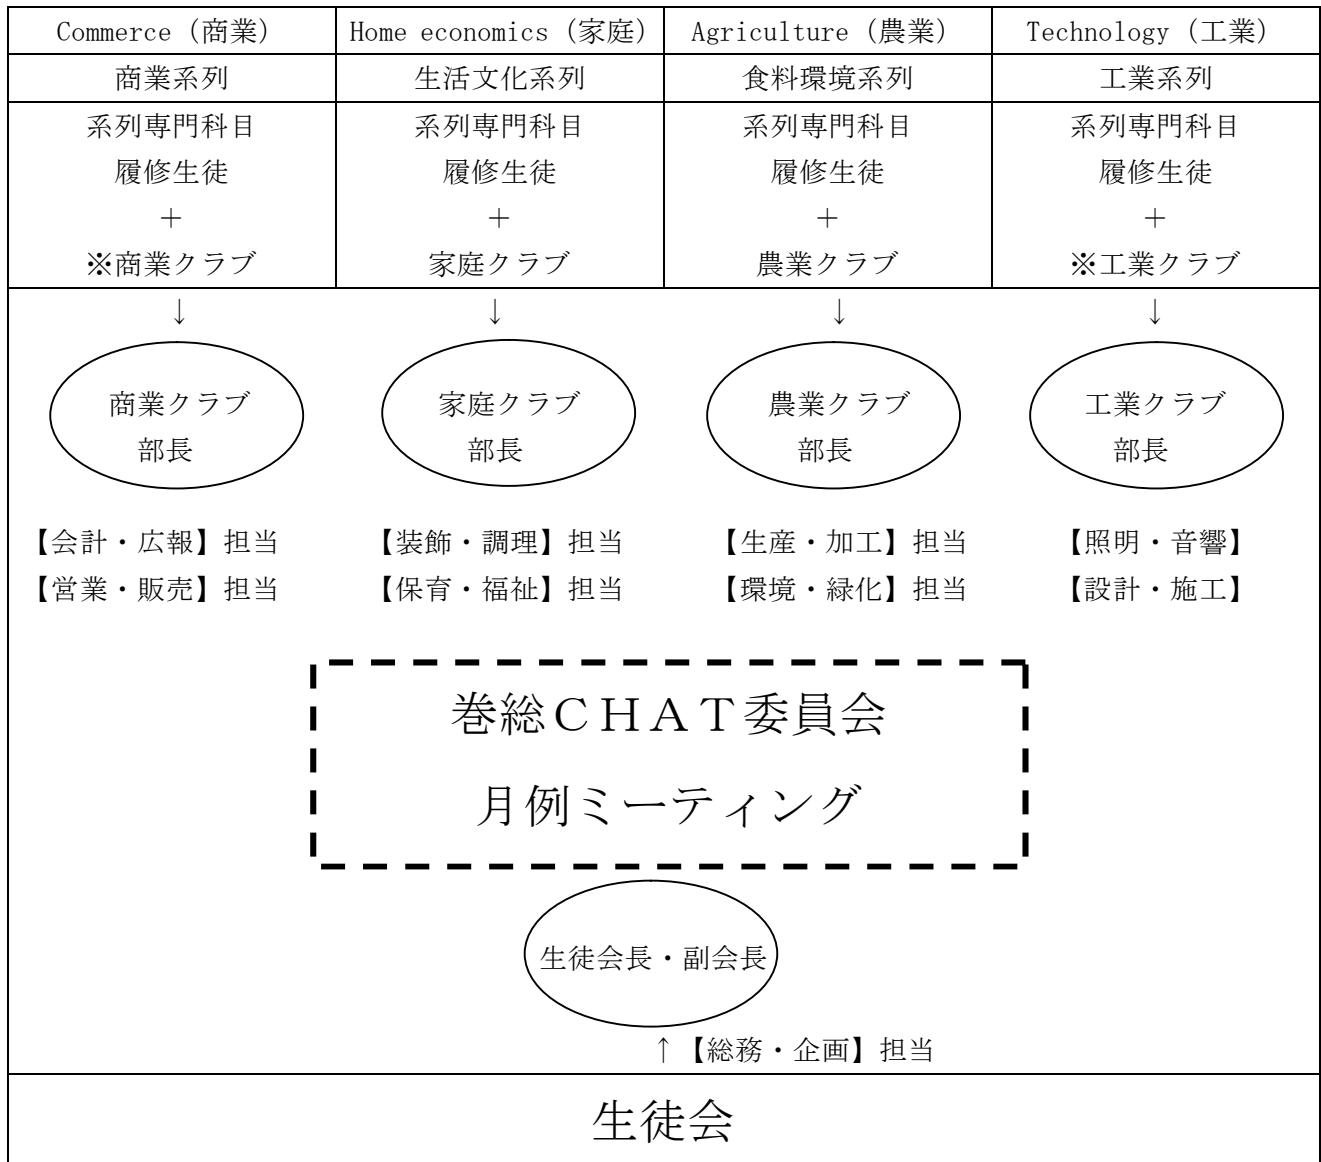 Commerce（商業） Home economics（家庭） Agriculture（農業） Technology（工業）
商業系列 生活文化系列 食料環境系列 工業系列
系列専門科目 系列専門科目 系列専門科目 系列専門科目
履修生徒 履修生徒 履修生徒 履修生徒
＋ ＋ ＋ ＋
※商業クラブ 家庭クラブ 農業クラブ ※工業クラブ
↓ ↓ ↓ ↓
商業クラブ 家庭クラブ 農業クラブ 工業クラブ
部長 部長 部長 部長
【会計・広報】担当 【装飾・調理】担当 【生産・加工】担当 【照明・音響】
【営業・販売】担当 【保育・福祉】担当 【環境・緑化】担当 【設計・施工】
巻総ＣＨＡＴ委員会
月例ミーティング
生徒会長・副会長
↑【総務・企画】担当
生徒会